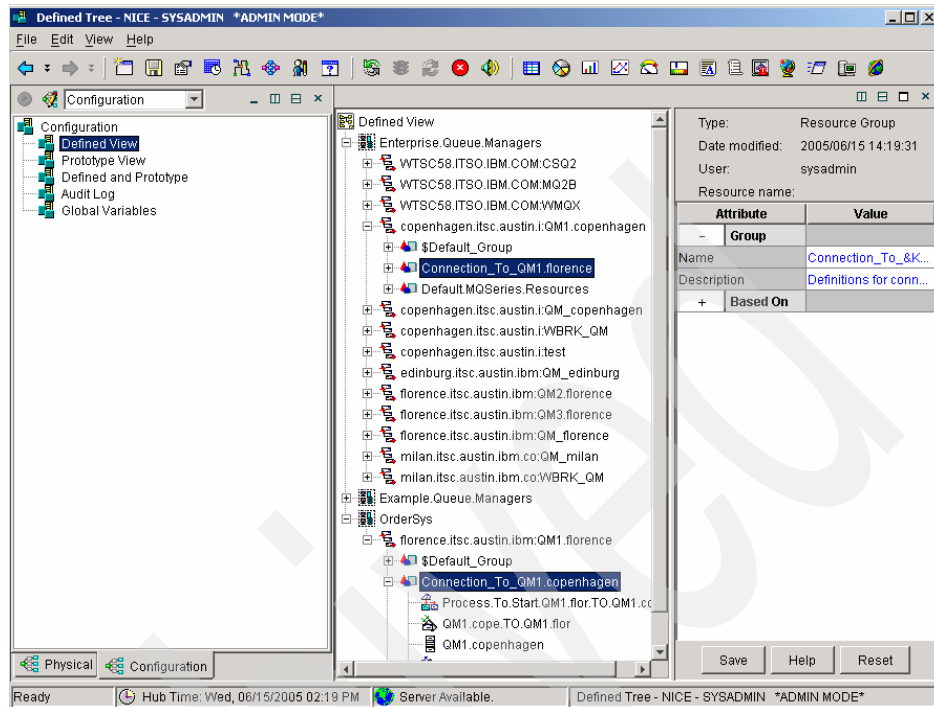 Defined Tree - NICE - SYSADMIN *ADMIN MODE*
File Edit View Help
Configuration
Configuration
Defined View
Prototype View
Defined and Prototype
Audit Log
Global Variables
Physical
Configuration
Defined View
Enterprise.Queue.Managers
WTSC58.ITSO.IBM.COM:CSQ2
WTSC58.ITSO.IBM.COM:MQ2B
WTSC58.ITSO.IBM.COM:WMQX
copenhagen.itsc.austin.i:QM1.copenhagen
$Default_Group
Connection_To_QM1.florence
Default.MQSeries.Resources
copenhagen.itsc.austin.i:QM_copenhagen
copenhagen.itsc.austin.i:WBRK_QM
copenhagen.itsc.austin.i:test
edinburg.itsc.austin.ibm:QM_edinburg
florence.itsc.austin.ibm:QM2.florence
florence.itsc.austin.ibm:QM3.florence
florence.itsc.austin.ibm:QM_florence
milan.itsc.austin.ibm.co:QM_milan
milan.itsc.austin.ibm.co:WBRK_QM
Example.Queue.Managers
OrderSys
florence.itsc.austin.ibm:QM1.florence
$Default_Group
Connection_To_QM1.copenhagen
Process.To.Start.QM1.flor.TO.QM1.cc
QM1.cope.TO.QM1.flor
QM1.copenhagen
Type: Resource Group
Date modified: 2005/06/15 14:19:31
User: sysadmin
Resource name:
Attribute Value
- Group
Name Connection_To_&K...
Description Definitions for conn...
+ Based On
Save Help Reset
Ready
Hub Time: Wed, 06/15/2005 02:19 PM
Server Available.
Defined Tree - NICE - SYSADMIN *ADMIN MODE*